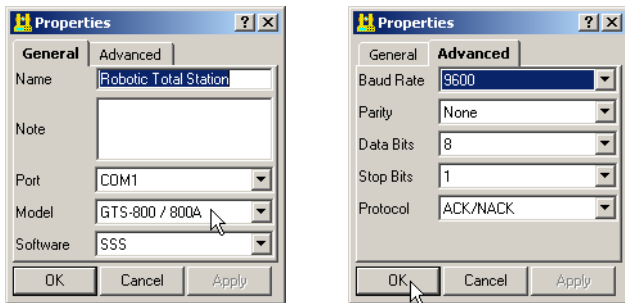 Properties
General Advanced
Name Robotic Total Station
Note
Port COM1
Model GTS-800 / 800A
Software SSS
OK Cancel Apply
Properties
General Advanced
Baud Rate 9600
Parity None
Data Bits 8
Stop Bits 1
Protocol ACK/NACK
OK Cancel Apply